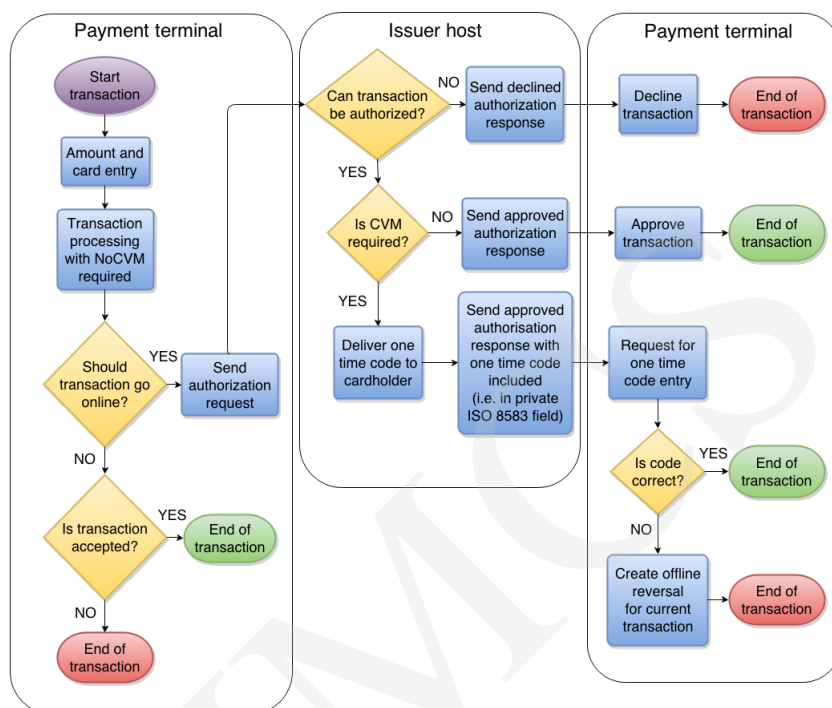 Payment terminal
Start
transaction
Amount and
card entry
Transaction
processing
with NoCVM
required
Should
transaction go
online?
YES
Send
authorization
request
NO
Is transaction
accepted?
YES
End of
transaction
NO
End of
transaction
Issuer host
Can transaction
be authorized?
NO
Send declined
authorization
response
YES
Is CVM
required?
NO
Send approved
authorization
response
YES
Deliver one
time code to
cardholder
Send approved
authorisation
response with
one time code
included
(i.e. in private
ISO 8583 field)
Payment terminal
Decline
transaction
End of
transaction
Approve
transaction
End of
transaction
Request for
one time
code entry
Is code
correct?
YES
End of
transaction
NO
Create offline
reversal
for current
transaction
End of
transaction